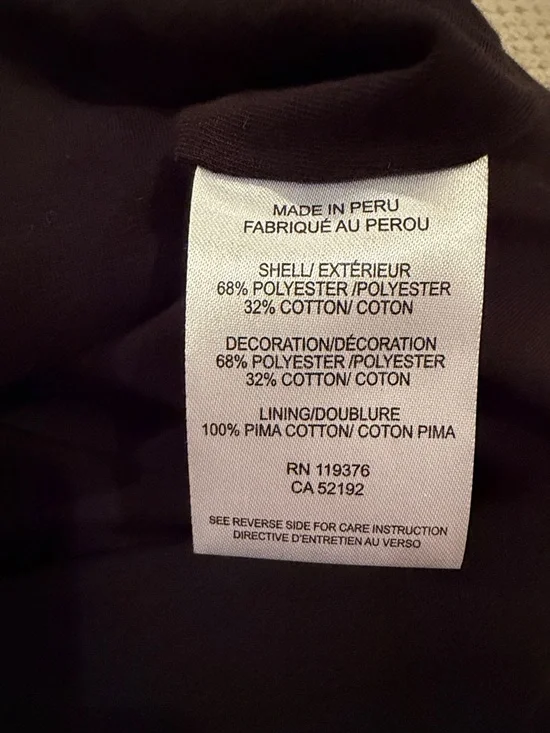 MADE IN PERU
FABRIQUÉ AU PEROU
SHELL/ EXTÉRIEUR
68% POLYESTER /POLYESTER
32% COTTON/ COTON
DECORATION/DÉCORATION
68% POLYESTER /POLYESTER
32% COTTON/ COTON
LINING/DOUBLURE
100% PIMA COTTON/ COTON PIMA
RN 119376
CA 52192
SEE REVERSE SIDE FOR CARE INSTRUCTION
DIRECTIVE D'ENTRETIEN AU VERSO